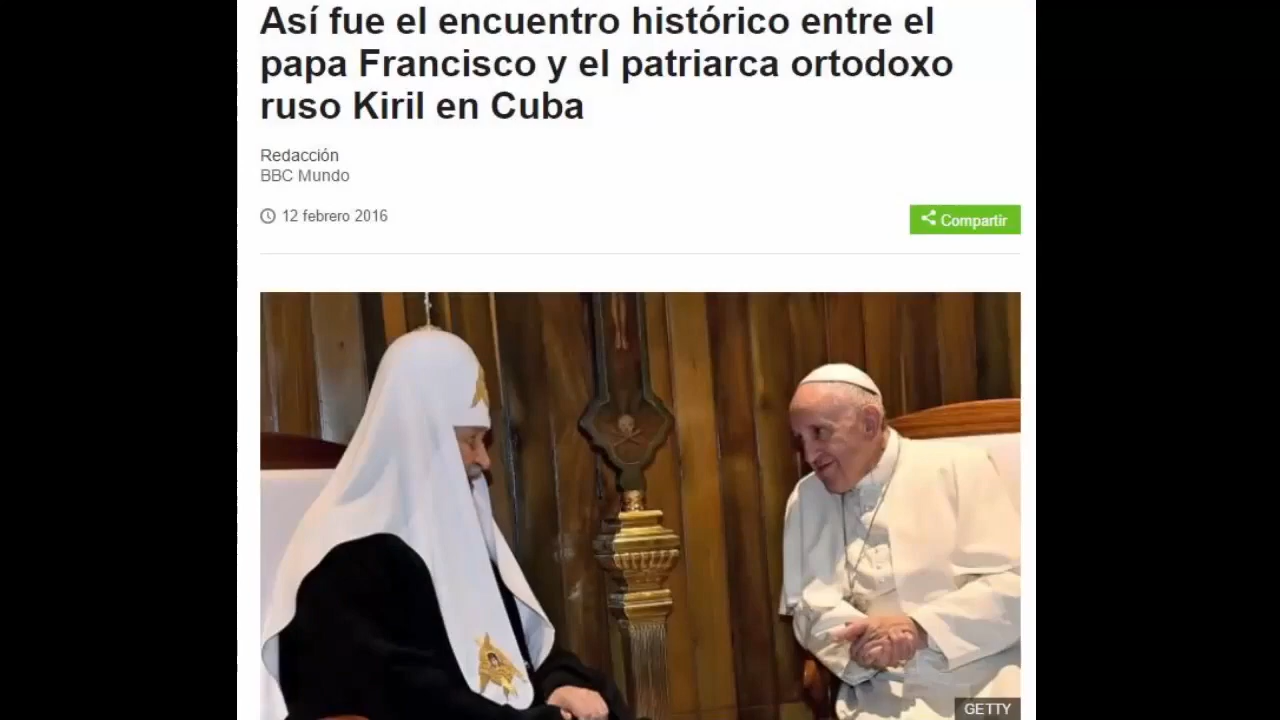 Así fue el encuentro histórico entre el
papa Francisco y el patriarca ortodoxo
ruso Kiril en Cuba
Redacción
BBC Mundo
12 febrero 2016
Compartir
GETTY